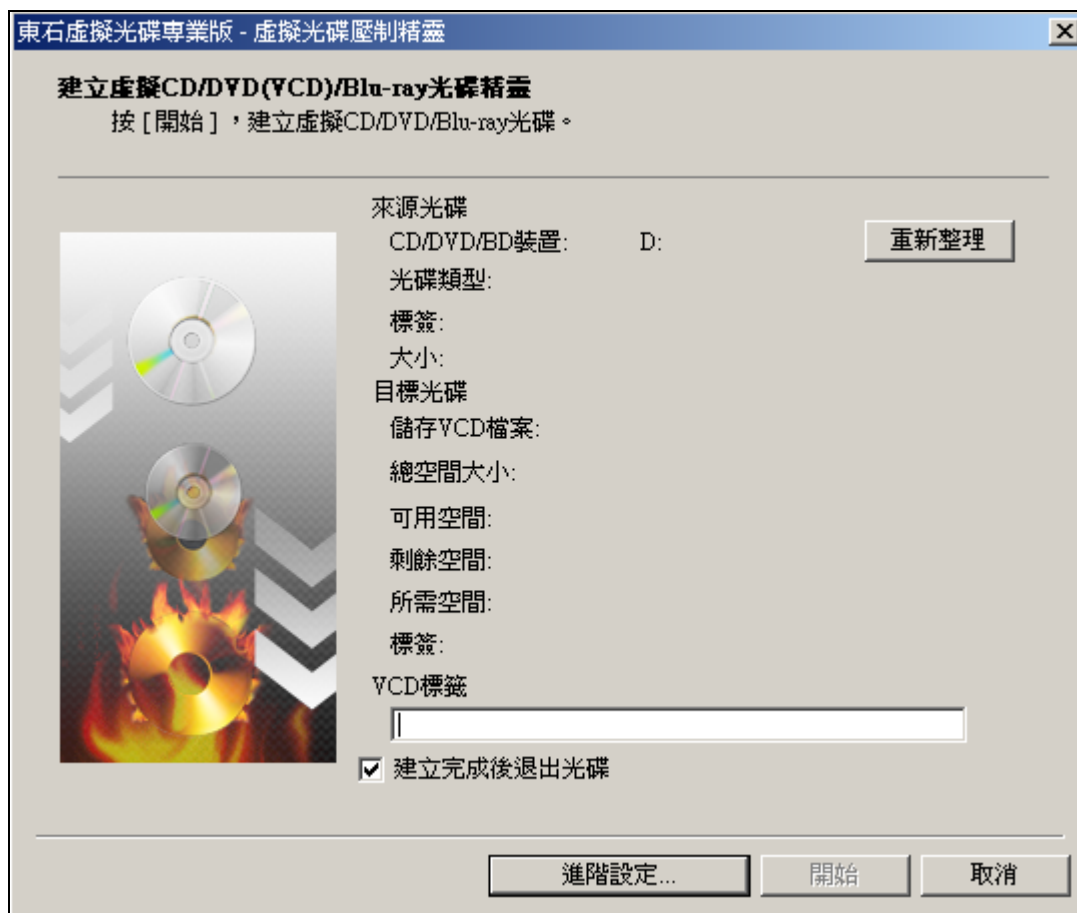 東石虛擬光碟專業版 - 虛擬光碟壓制精靈
建立虛擬CD/DVD(VCD)/Blu-ray光碟精靈
按 [ 開始 ]，建立虛擬CD/DVD/Blu-ray光碟。
來源光碟
CD/DVD/BD裝置: D: 重新整理
光碟類型:
標簽:
大小:
目標光碟
儲存VCD檔案:
總空間大小:
可用空間:
剩餘空間:
所需空間:
標簽:
VCD標籤
建立完成後退出光碟
進階設定... 開始 取消